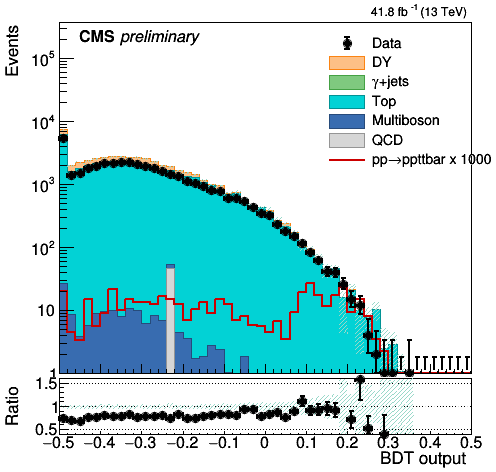 41.8 fb⁻¹ (13 TeV)
CMS preliminary
Events
Data
DY
γ+jets
Top
Multiboson
QCD
pp→ppttbar x 1000
10⁵
10⁴
10³
10²
10
1
Ratio
1.5
1
0.5
−0.5 −0.4 −0.3 −0.2 −0.1 0 0.1 0.2 0.3 0.4 0.5
BDT output